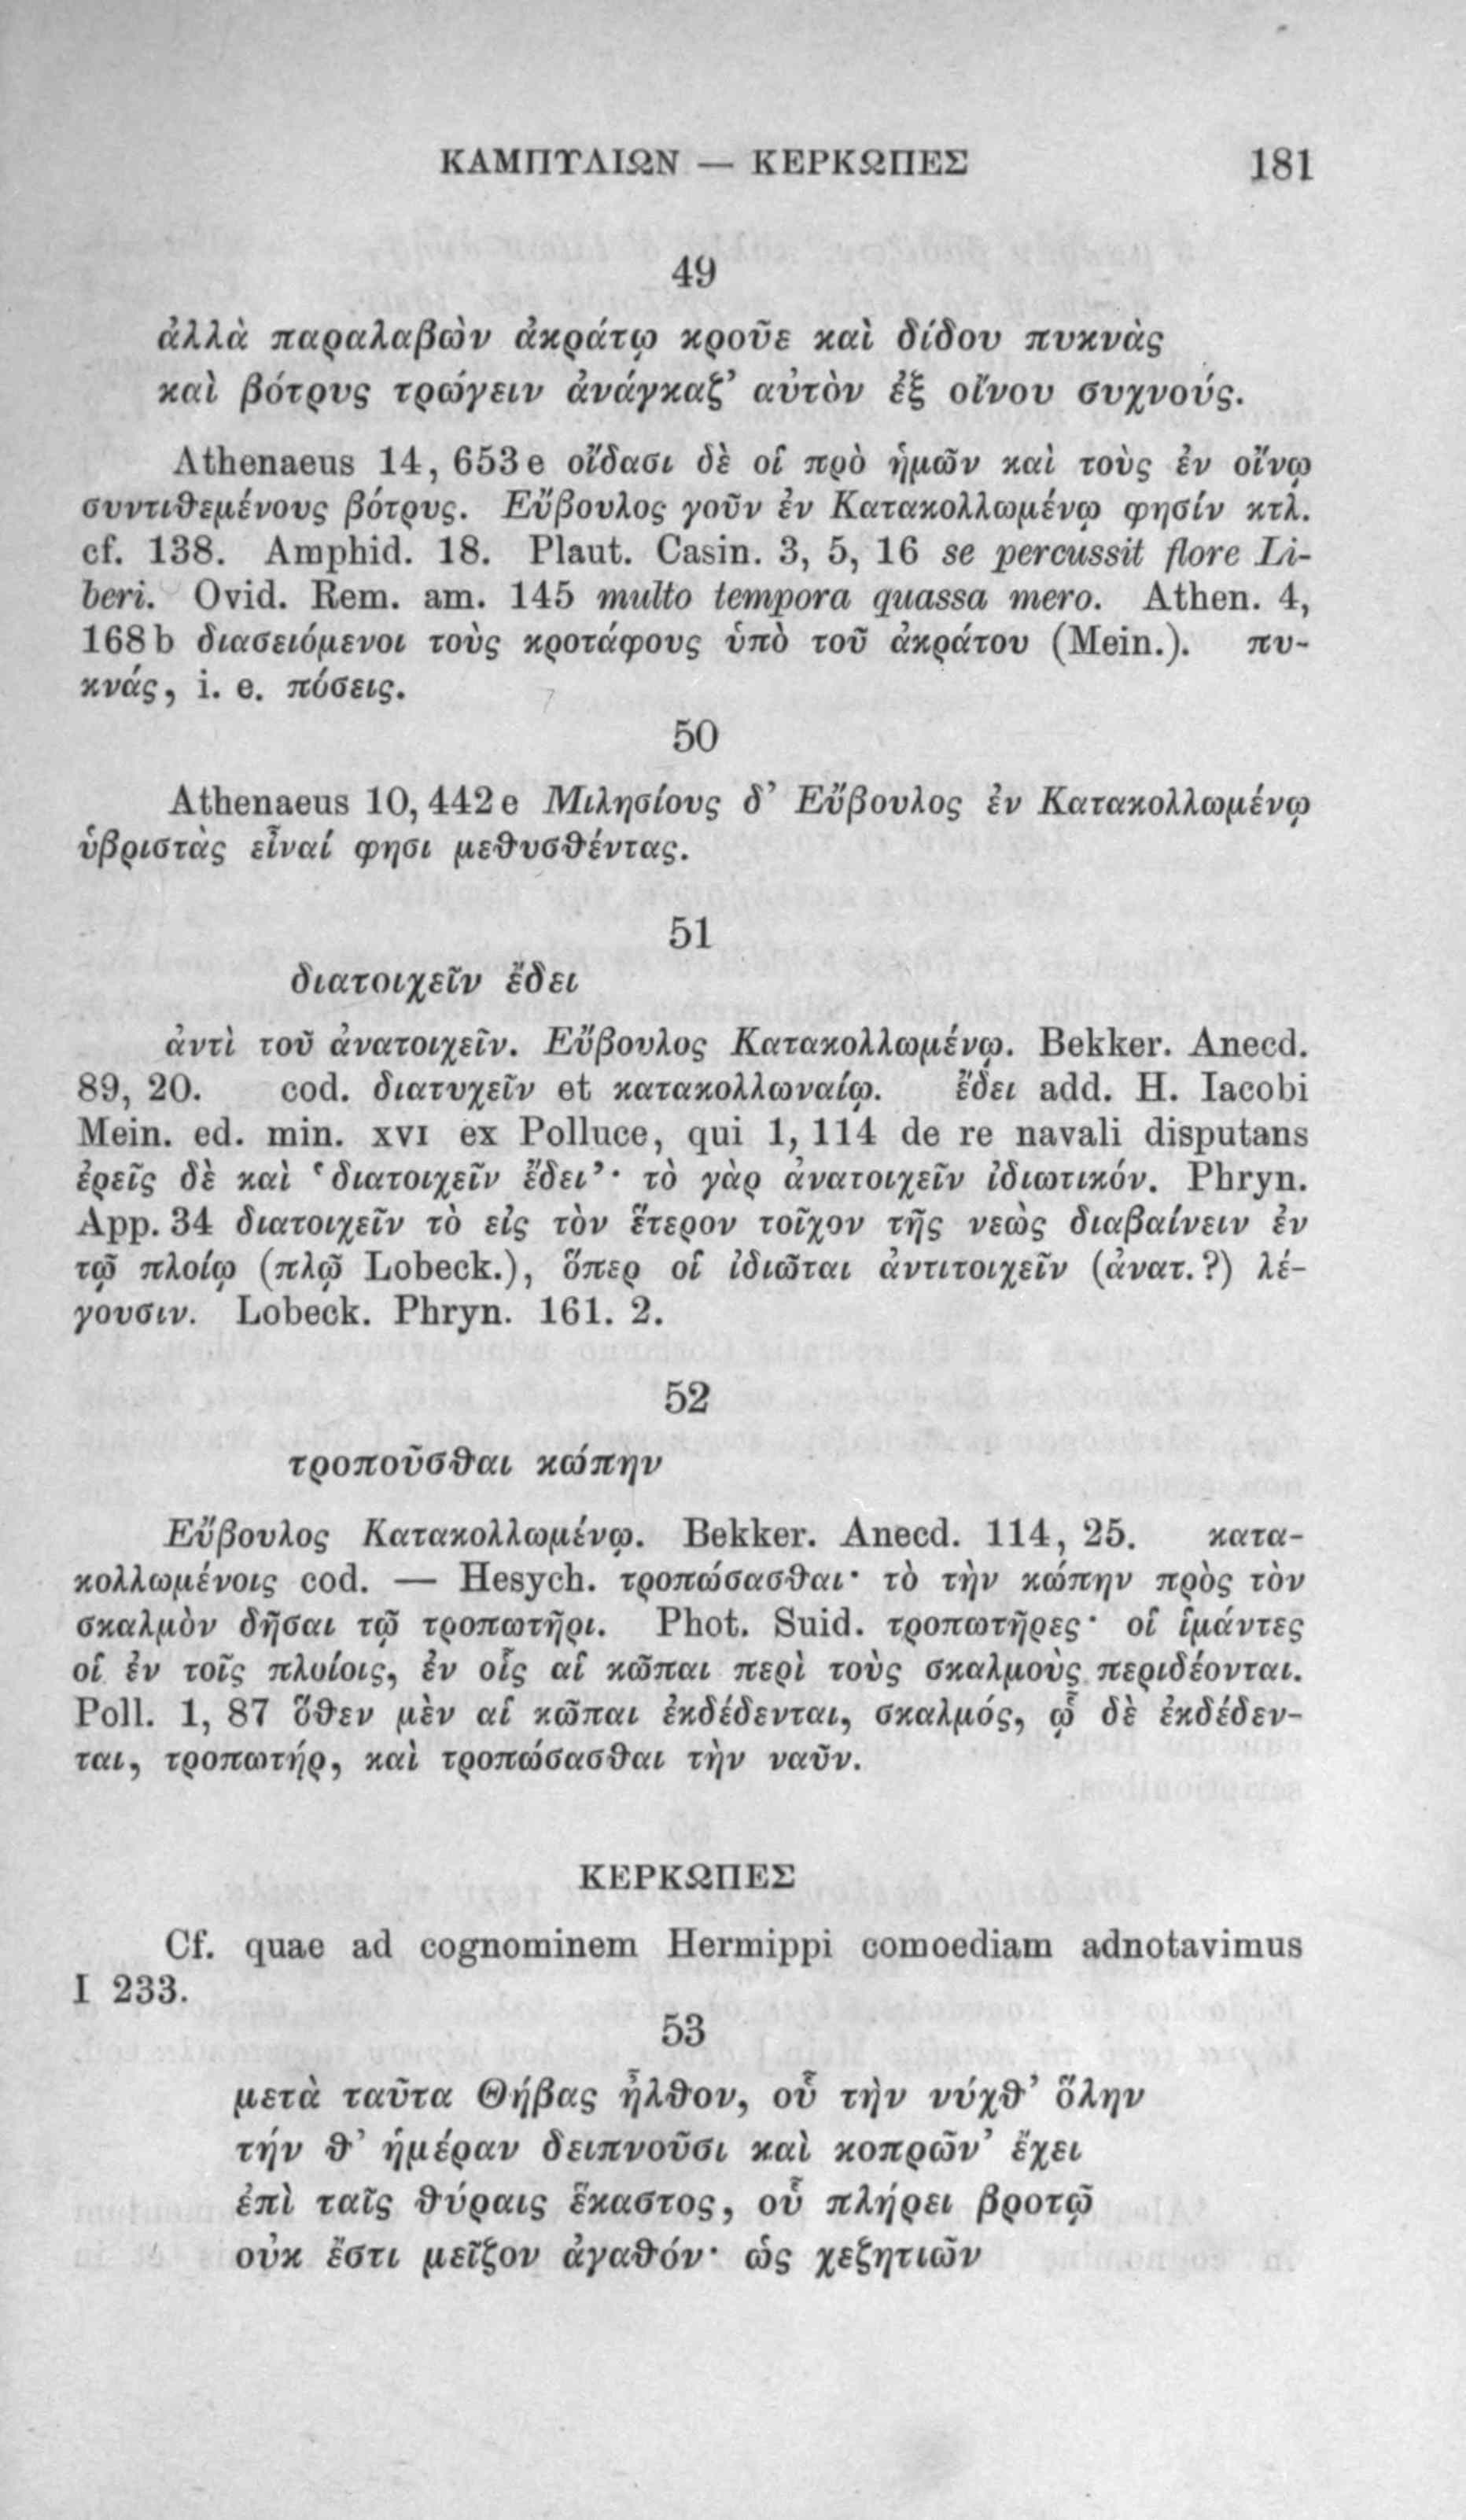 ΚΑΜΠΥΛΙΩΝ — ΚΕΡΚΩΠΕΣ 181
49
ἀλλὰ παραλαβὼν ἀκράτῳ κροῦε καὶ δίδου πυκνὰς
καὶ βότρυς τρώγειν ἀνάγκαζ’ αὐτὸν ἐξ οἴνου συχνούς.
Athenaeus 14, 653 e οἴδασι δὲ οἱ πρὸ ἡμῶν καὶ τοὺς ἐν οἴνῳ
συντιθεμένους βότρυς. Εὔβουλος γοῦν ἐν Κατακολλωμένῳ φησίν κτλ.
cf. 138. Amphid. 18. Plaut. Casin. 3, 5, 16 se percussit flore Li-
beri. Ovid. Rem. am. 145 multo tempora quassa mero. Athen. 4,
168 b διασειόμενοι τοὺς κροτάφους ὑπὸ τοῦ ἀκράτου (Mein.). πυ-
κνάς, i. e. πόσεις.
50
Athenaeus 10, 442 e Μιλησίους δ’ Εὔβουλος ἐν Κατακολλωμένῳ
ὑβριστὰς εἶναί φησι μεθυσθέντας.
51
διατοιχεῖν ἔδει
ἀντὶ τοῦ ἀνατοιχεῖν. Εὔβουλος Κατακολλωμένῳ. Bekker. Anecd.
89, 20. cod. διατυχεῖν et κατακολλωναίῳ. ἔδει add. H. Iacobi
Mein. ed. min. XVI ex Polluce, qui 1, 114 de re navali disputans
ἐρεῖς δὲ καὶ ‘διατοιχεῖν ἔδει’· τὸ γὰρ ἀνατοιχεῖν ἰδιωτικόν. Phryn.
App. 34 διατοιχεῖν τὸ εἰς τὸν ἕτερον τοῖχον τῆς νεὼς διαβαίνειν ἐν
τῷ πλοίῳ (πλῷ Lobeck.), ὅπερ οἱ ἰδιῶται ἀντιτοιχεῖν (ἀνατ.?) λέ-
γουσιν. Lobeck. Phryn. 161. 2.
52
τροποῦσθαι κώπην
Εὔβουλος Κατακολλωμένῳ. Bekker. Anecd. 114, 25. κατα-
κολλωμένοις cod. — Hesych. τροπώσασθαι· τὸ τὴν κώπην πρὸς τὸν
σκαλμὸν δῆσαι τῷ τροπωτῆρι. Phot. Suid. τροπωτῆρες· οἱ ἱμάντες
οἱ ἐν τοῖς πλοίοις, ἐν οἷς αἱ κῶπαι περὶ τοὺς σκαλμοὺς περιδέονται.
Poll. 1, 87 ὅθεν μὲν αἱ κῶπαι ἐκδέδενται, σκαλμός, ᾧ δὲ ἐκδέδεν-
ται, τροπωτήρ, καὶ τροπώσασθαι τὴν ναῦν.
ΚΕΡΚΩΠΕΣ
Cf. quae ad cognominem Hermippi comoediam adnotavimus
I 233.
53
μετὰ ταῦτα Θήβας ἦλθον, οὗ τὴν νύχθ’ ὅλην
τήν θ’ ἡμέραν δειπνοῦσι καὶ κοπρῶν’ ἔχει
ἐπὶ ταῖς θύραις ἕκαστος, οὗ πλήρει βροτῷ
οὐκ ἔστι μεῖζον ἀγαθόν· ὡς χεζητιῶν